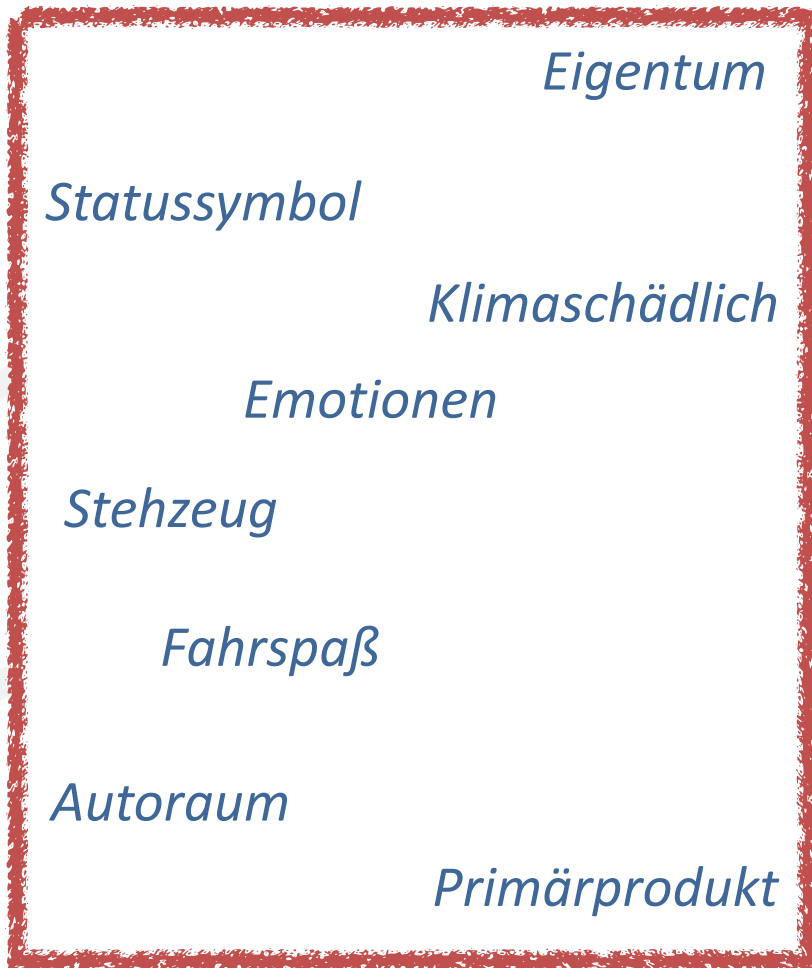 Eigentum
Statussymbol
Klimaschädlich
Emotionen
Stehzeug
Fahrspaß
Autoraum
Primärprodukt